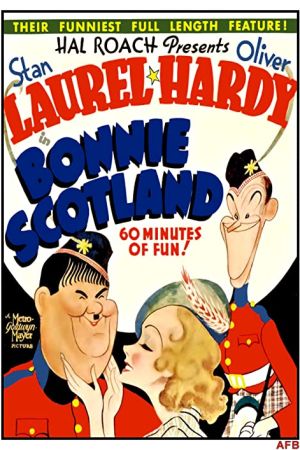 THEIR FUNNIEST FULL LENGTH FEATURE!
HAL ROACH Presents
Stan Oliver
LAUREL HARDY
in
BONNIE
SCOTLAND
60 MINUTES
OF FUN!
A
Metro-
Goldwyn-
Mayer
PICTURE
AFB